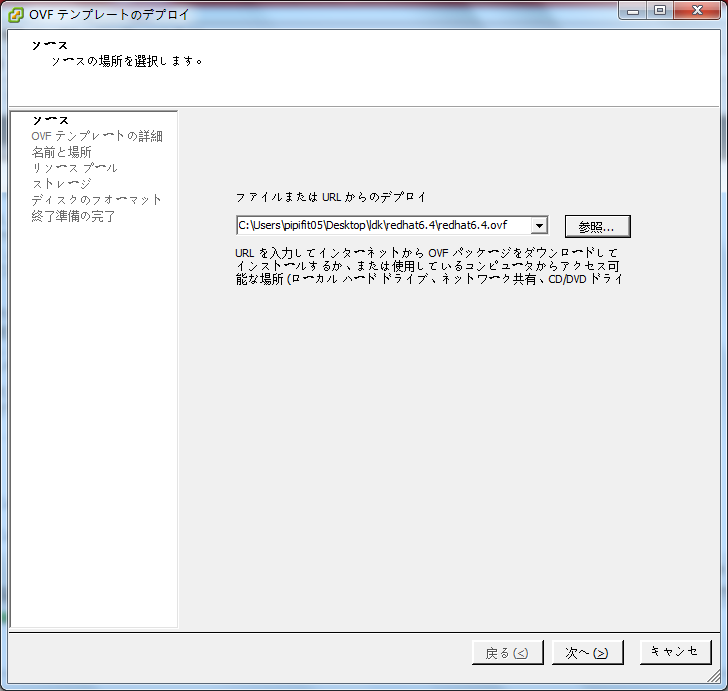 OVF テンプレートのデプロイ
ソース
ソースの場所を選択します。
ソース
OVF テンプレートの詳細
名前と場所
リソース プール
ストレージ
ディスクのフォーマット
終了準備の完了
ファイルまたは URL からのデプロイ
C:\Users\pipifit05\Desktop\ldk\redhat6.4\redhat6.4.ovf
参照...
URL を入力してインターネットから OVF パッケージをダウンロードして
インストールするか、または使用しているコンピュータからアクセス可
能な場所 (ローカル ハード ドライブ、ネットワーク共有、CD/DVD ドライ
戻る(<)
次へ (>)
キャンセ